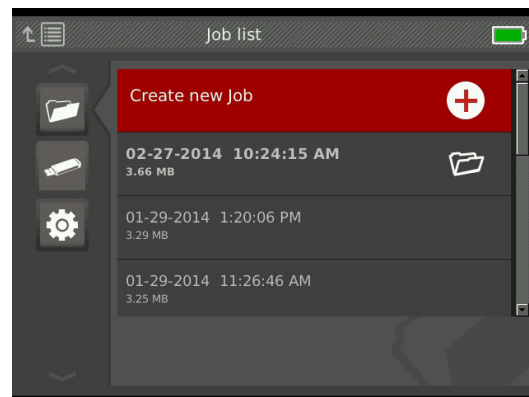 Job list
Create new Job
02-27-2014 10:24:15 AM
3.66 MB
01-29-2014 1:20:06 PM
3.29 MB
01-29-2014 11:26:46 AM
3.25 MB